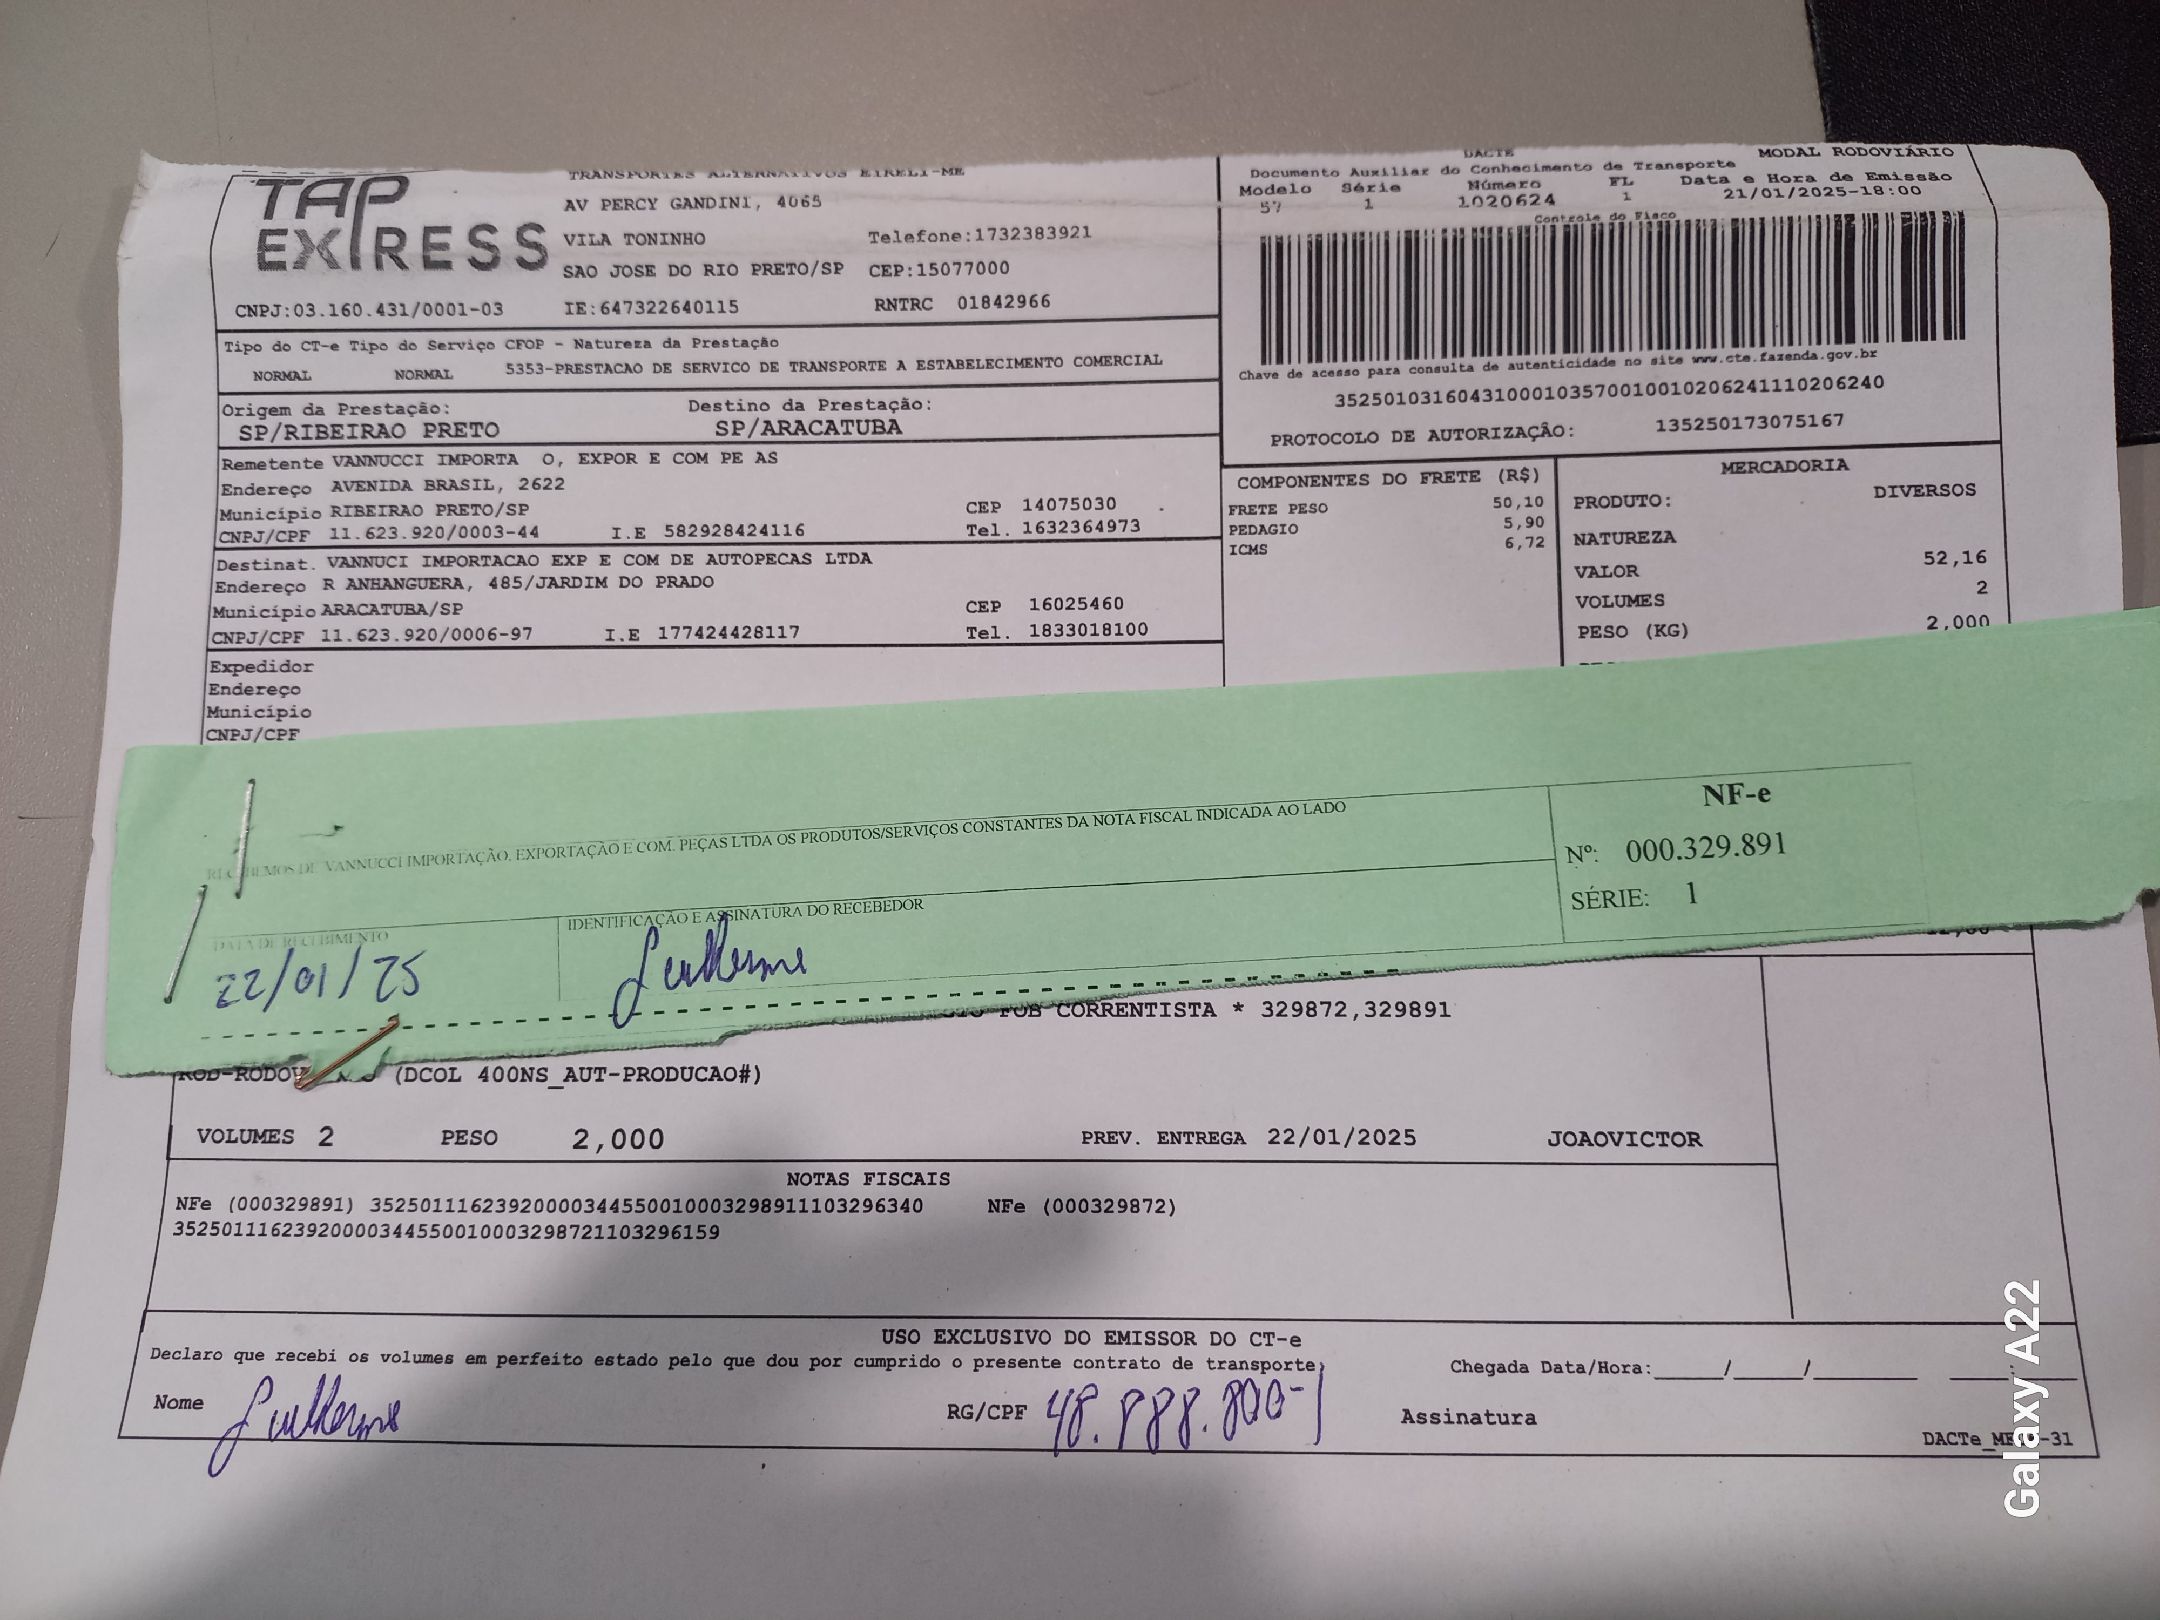 TAP EXPRESS
TRANSPORTES ALTERNATIVOS EIRELI-ME
AV PERCY GANDINI, 4065
VILA TONINHO Telefone:1732383921
SAO JOSE DO RIO PRETO/SP CEP:15077000
CNPJ:03.160.431/0001-03 IE:647322640115 RNTRC 01842966
DACTE MODAL RODOVIÁRIO
Documento Auxiliar do Conhecimento de Transporte
Modelo Série Número FL Data e Hora de Emissão
57 1 1020624 1 21/01/2025-18:00
Controle do Fisco
Chave de acesso para consulta de autenticidade no site www.cte.fazenda.gov.br
35250103160431000103570010010206241110206240
PROTOCOLO DE AUTORIZAÇÃO: 135250173075167
Tipo do CT-e Tipo do Serviço CFOP - Natureza da Prestação
NORMAL NORMAL 5353-PRESTACAO DE SERVICO DE TRANSPORTE A ESTABELECIMENTO COMERCIAL
Origem da Prestação: Destino da Prestação:
SP/RIBEIRAO PRETO SP/ARACATUBA
Remetente VANNUCCI IMPORTA O, EXPOR E COM PE AS
Endereço AVENIDA BRASIL, 2622
Município RIBEIRAO PRETO/SP CEP 14075030
CNPJ/CPF 11.623.920/0003-44 I.E 582928424116 Tel. 1632364973
Destinat. VANNUCI IMPORTACAO EXP E COM DE AUTOPECAS LTDA
Endereço R ANHANGUERA, 485/JARDIM DO PRADO
Município ARACATUBA/SP CEP 16025460
CNPJ/CPF 11.623.920/0006-97 I.E 177424428117 Tel. 1833018100
Expedidor
Endereço
Município
CNPJ/CPF
COMPONENTES DO FRETE (R$)
FRETE PESO 50,10
PEDAGIO 5,90
ICMS 6,72
MERCADORIA
PRODUTO: DIVERSOS
NATUREZA
VALOR 52,16
VOLUMES 2
PESO (KG) 2,000
RECEBEMOS DE VANNUCCI IMPORTAÇÃO, EXPORTAÇÃO E COM. PEÇAS LTDA OS PRODUTOS/SERVIÇOS CONSTANTES DA NOTA FISCAL INDICADA AO LADO
DATA DE RECEBIMENTO
22/01/25
IDENTIFICAÇÃO E ASSINATURA DO RECEBEDOR
Guilherme
NF-e
Nº: 000.329.891
SÉRIE: 1
FOB CORRENTISTA * 329872,329891
(DCOL 400NS_AUT-PRODUCAO#)
VOLUMES 2 PESO 2,000 PREV. ENTREGA 22/01/2025 JOAOVICTOR
NOTAS FISCAIS
NFe (000329891) 35250111623920000344550010003298911103296340 NFe (000329872)
35250111623920000344550010003298721103296159
USO EXCLUSIVO DO EMISSOR DO CT-e
Declaro que recebi os volumes em perfeito estado pelo que dou por cumprido o presente contrato de transporte,
Chegada Data/Hora:_____/_____/_____
Nome Guilherme RG/CPF 48.988.800-1 Assinatura
Galaxy A22